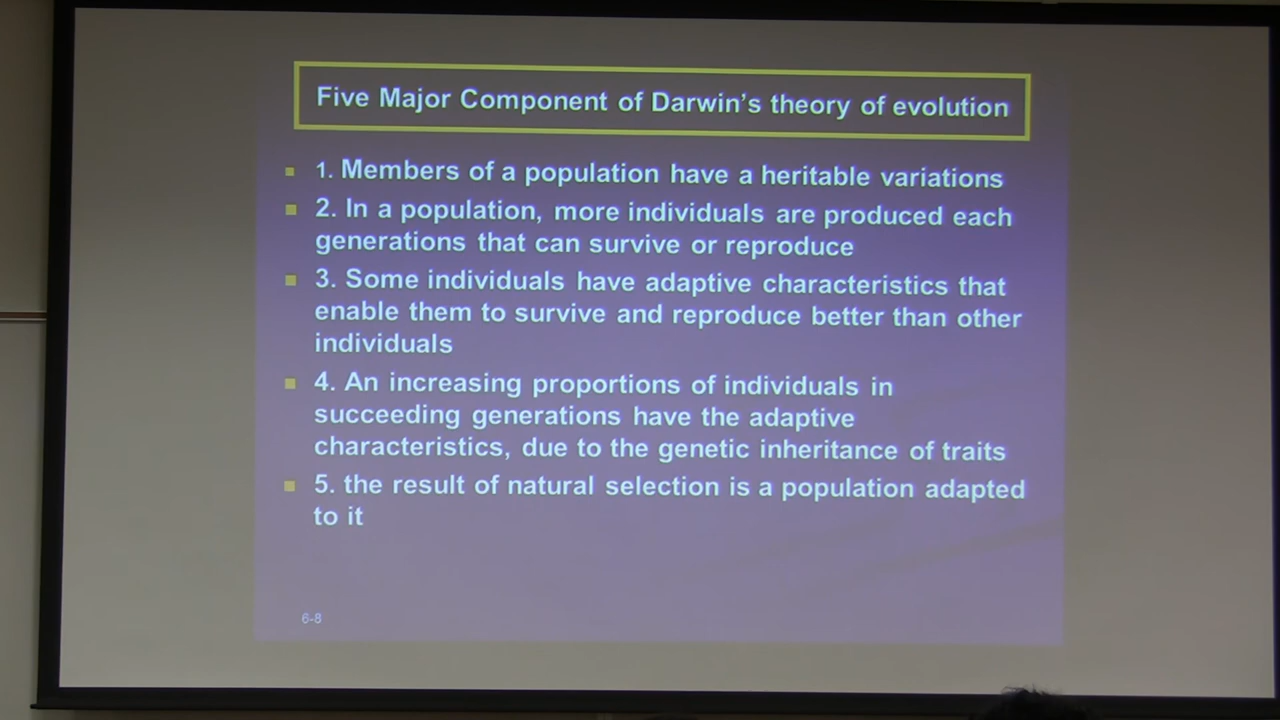 Five Major Component of Darwin's theory of evolution
1. Members of a population have a heritable variations
2. In a population, more individuals are produced each
generations that can survive or reproduce
3. Some individuals have adaptive characteristics that
enable them to survive and reproduce better than other
individuals
4. An increasing proportions of individuals in
succeeding generations have the adaptive
characteristics, due to the genetic inheritance of traits
5. the result of natural selection is a population adapted
to it
6-8